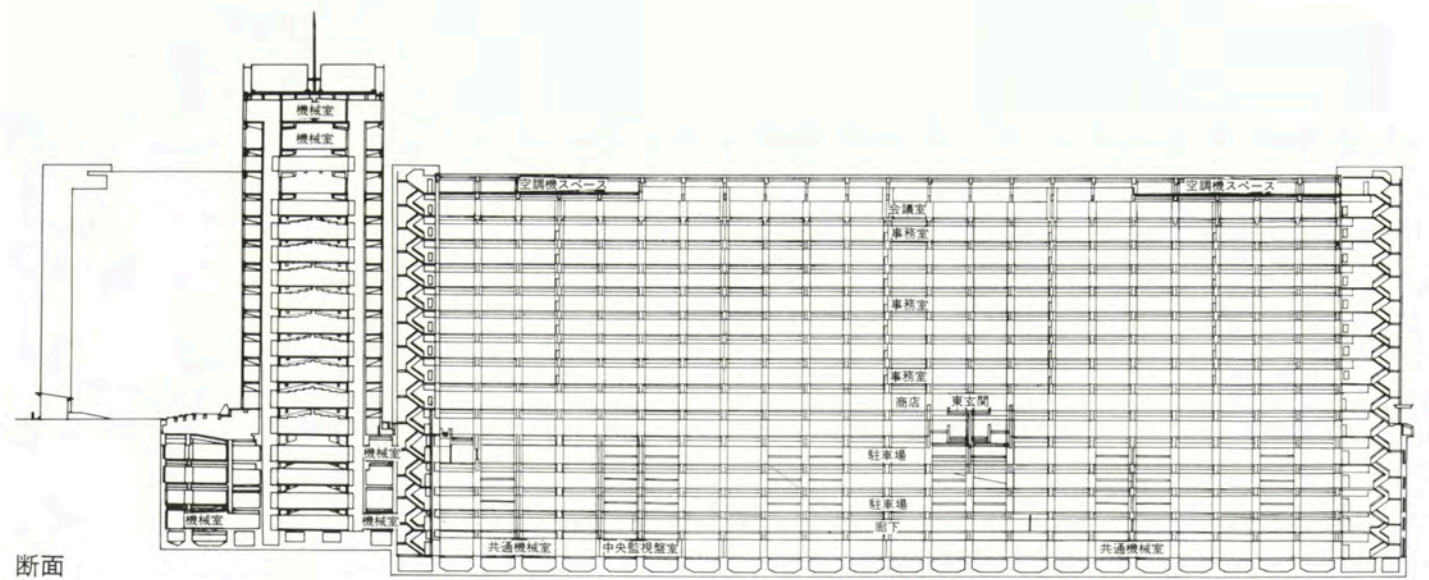 機械室
機械室
空調機スペース
空調機スペース
会議室
事務室
事務室
事務室
商店
東玄関
機械室
駐車場
駐車場
機械室
機械室
廊下
共通機械室
中央監視盤室
共通機械室
断面